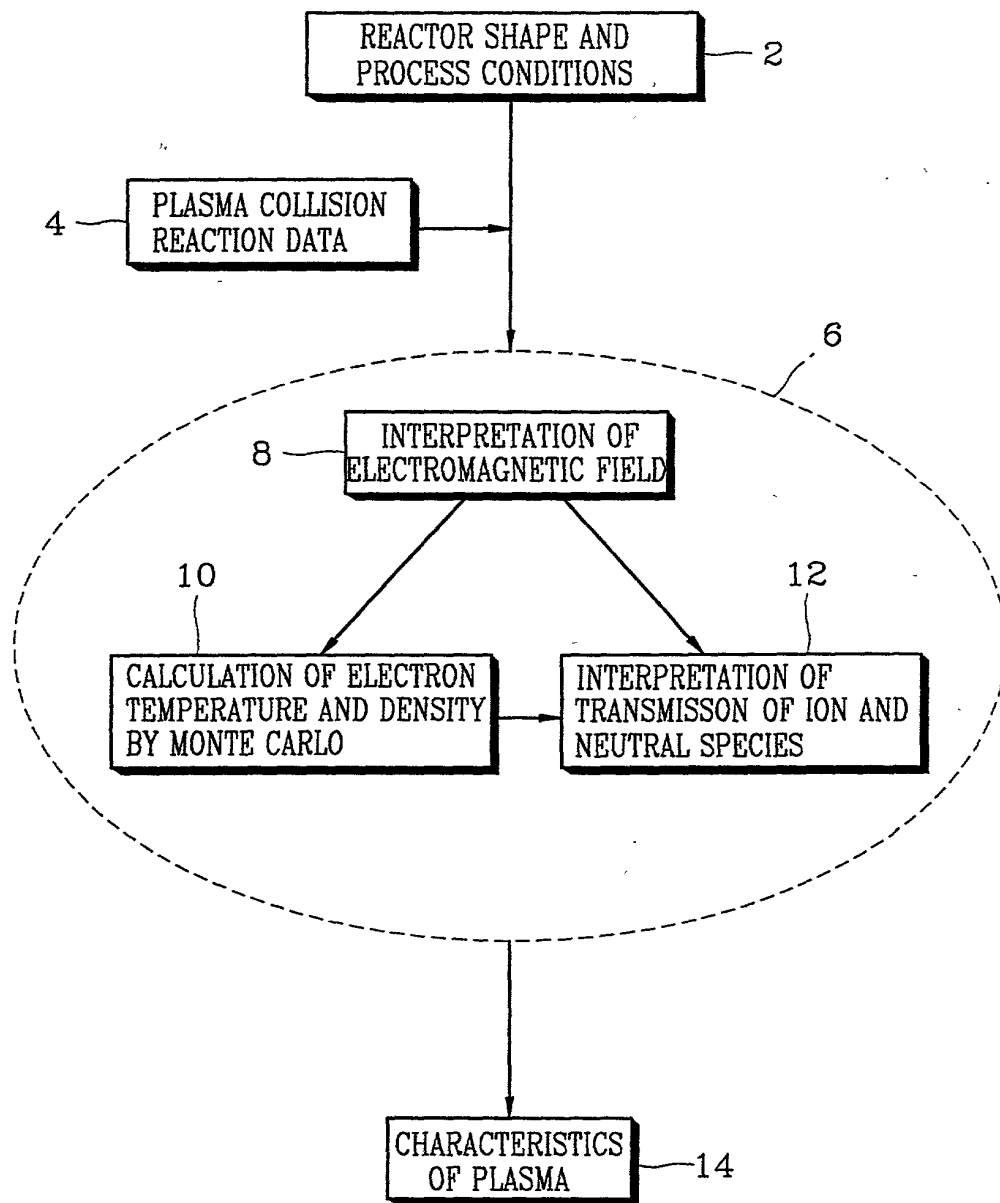 REACTOR SHAPE AND
PROCESS CONDITIONS
2
4
PLASMA COLLISION
REACTION DATA
6
8
INTERPRETATION OF
ELECTROMAGNETIC FIELD
10
12
CALCULATION OF ELECTRON
TEMPERATURE AND DENSITY
BY MONTE CARLO
INTERPRETATION OF
TRANSMISSON OF ION AND
NEUTRAL SPECIES
CHARACTERISTICS
OF PLASMA
14